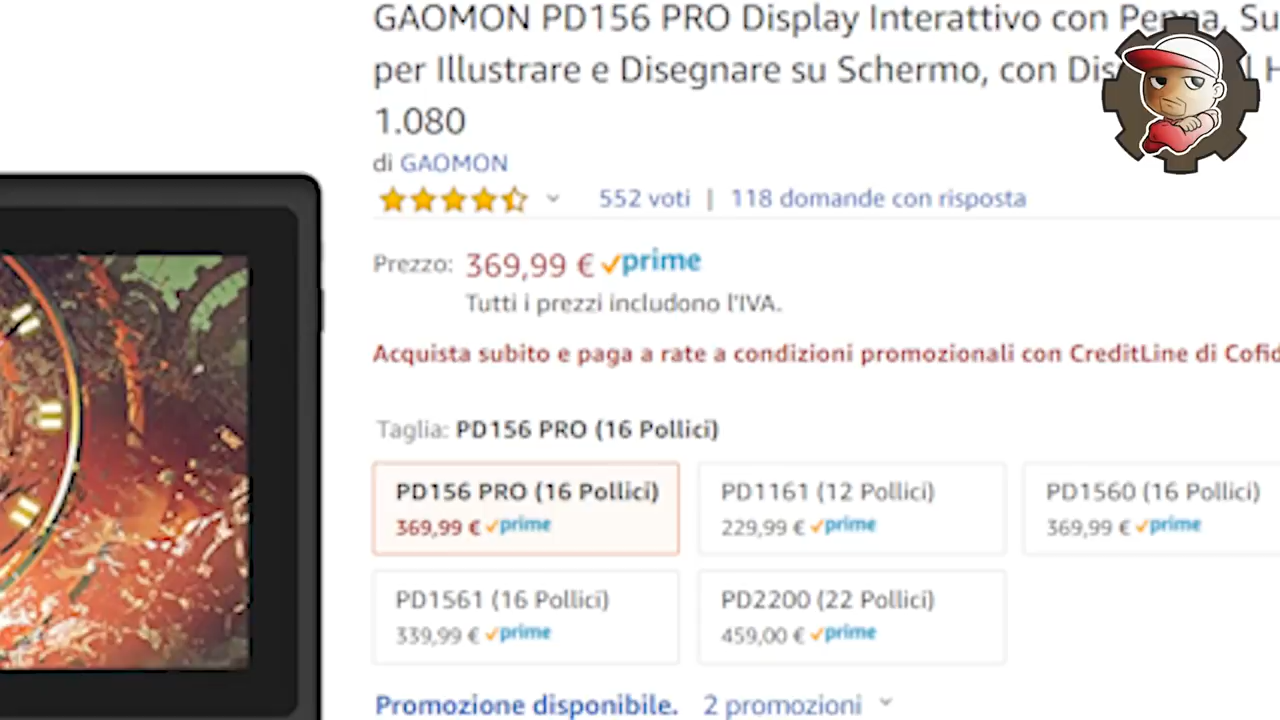 GAOMON PD156 PRO Display Interattivo con Penna, Su
per Illustrare e Disegnare su Schermo, con
1.080
di GAOMON
552 voti | 118 domande con risposta
Prezzo: 369,99 € prime
Tutti i prezzi includono l'IVA.
Acquista subito e paga a rate a condizioni promozionali con CreditLine di Cofid
Taglia: PD156 PRO (16 Pollici)
PD156 PRO (16 Pollici) PD1161 (12 Pollici) PD1560 (16 Pollici)
369,99 € prime 229,99 € prime 369,99 € prime
PD1561 (16 Pollici) PD2200 (22 Pollici)
339,99 € prime 459,00 € prime
Promozione disponibile. 2 promozioni